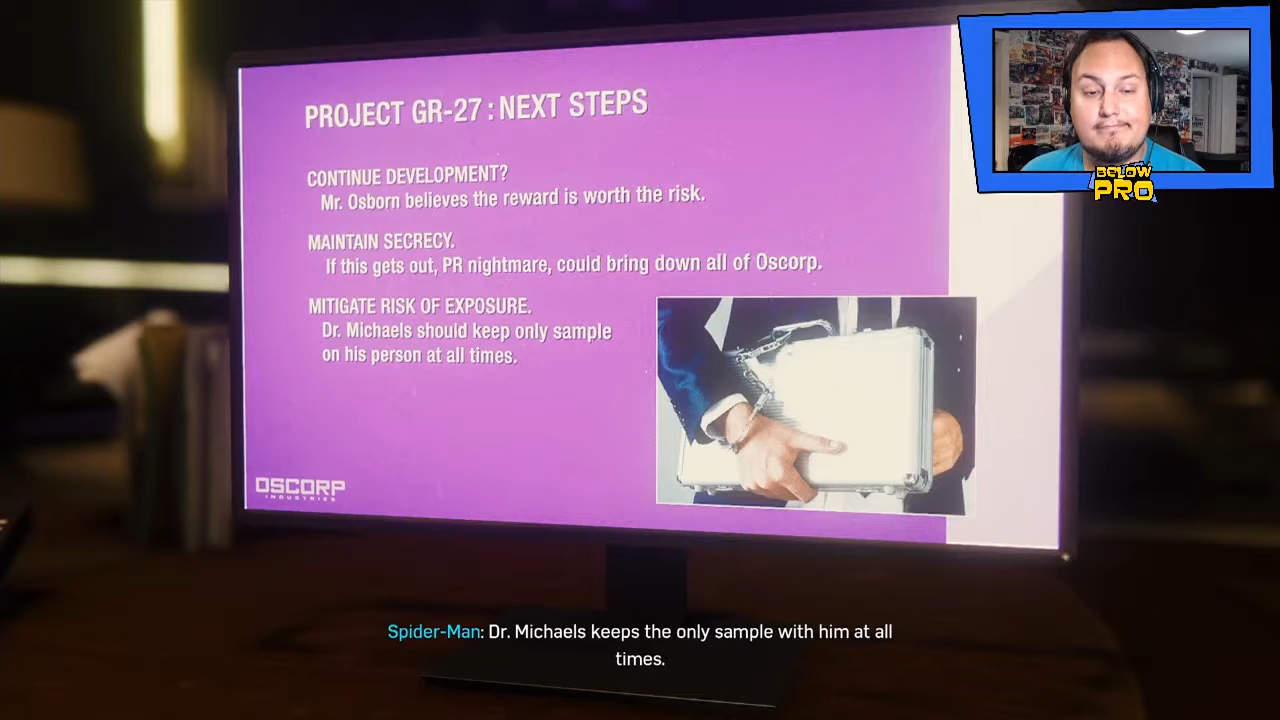 PROJECT GR-27 : NEXT STEPS
CONTINUE DEVELOPMENT?
Mr. Osborn believes the reward is worth the risk.
MAINTAIN SECRECY.
If this gets out, PR nightmare, could bring down all of Oscorp.
MITIGATE RISK OF EXPOSURE.
Dr. Michaels should keep only sample
on his person at all times.
OSCORP
INDUSTRIES
BELOW
PRO
Spider-Man: Dr. Michaels keeps the only sample with him at all
times.